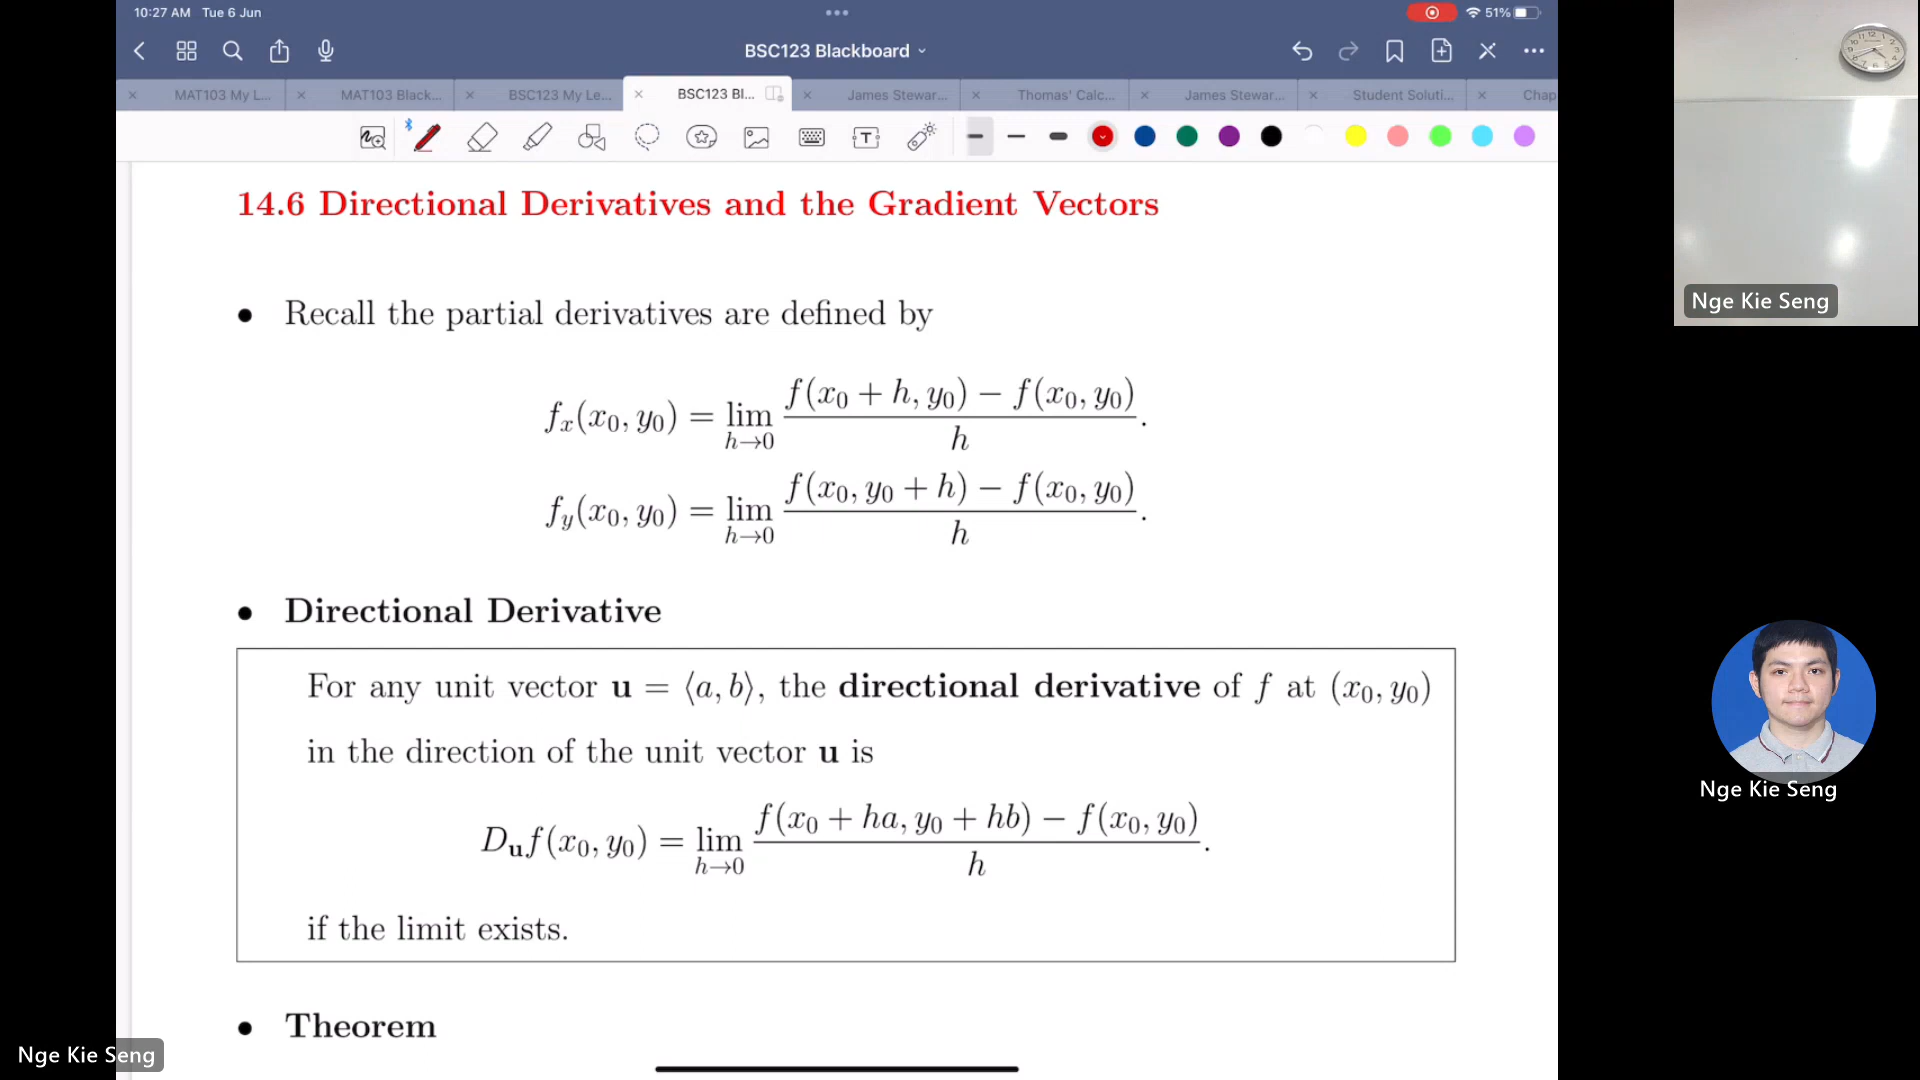 10:27 AM Tue 6 Jun
51%
BSC123 Blackboard
MAT103 My L...
MAT103 Black...
BSC123 My Le...
BSC123 Bl...
James Stewar...
Thomas' Calc...
James Stewar...
Student Soluti...
Chap
14.6 Directional Derivatives and the Gradient Vectors
• Recall the partial derivatives are defined by
f_x(x_0, y_0) = lim_{h→0} \frac{f(x_0 + h, y_0) − f(x_0, y_0)}{h}.
f_y(x_0, y_0) = lim_{h→0} \frac{f(x_0, y_0 + h) − f(x_0, y_0)}{h}.
• Directional Derivative
For any unit vector u = ⟨a, b⟩, the directional derivative of f at (x_0, y_0)
in the direction of the unit vector u is
D_u f(x_0, y_0) = lim_{h→0} \frac{f(x_0 + ha, y_0 + hb) − f(x_0, y_0)}{h}.
if the limit exists.
• Theorem
Nge Kie Seng
Nge Kie Seng
Nge Kie Seng